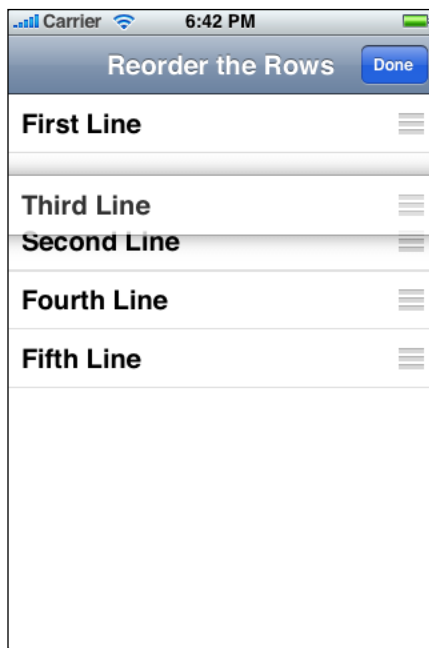 Carrier 6:42 PM
Reorder the Rows Done
First Line
Third Line
Second Line
Fourth Line
Fifth Line